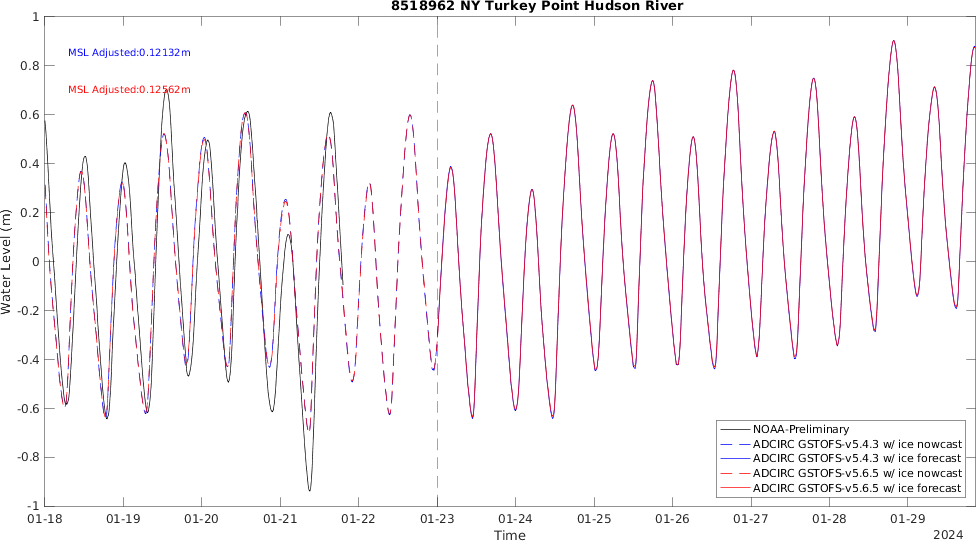 8518962 NY Turkey Point Hudson River
MSL Adjusted:0.12132m
MSL Adjusted:0.12562m
Water Level (m)
1
0.8
0.6
0.4
0.2
0
-0.2
-0.4
-0.6
-0.8
-1
NOAA-Preliminary
ADCIRC GSTOFS-v5.4.3 w/ ice nowcast
ADCIRC GSTOFS-v5.4.3 w/ ice forecast
ADCIRC GSTOFS-v5.6.5 w/ ice nowcast
ADCIRC GSTOFS-v5.6.5 w/ ice forecast
01-18 01-19 01-20 01-21 01-22 01-23 01-24 01-25 01-26 01-27 01-28 01-29
Time
2024